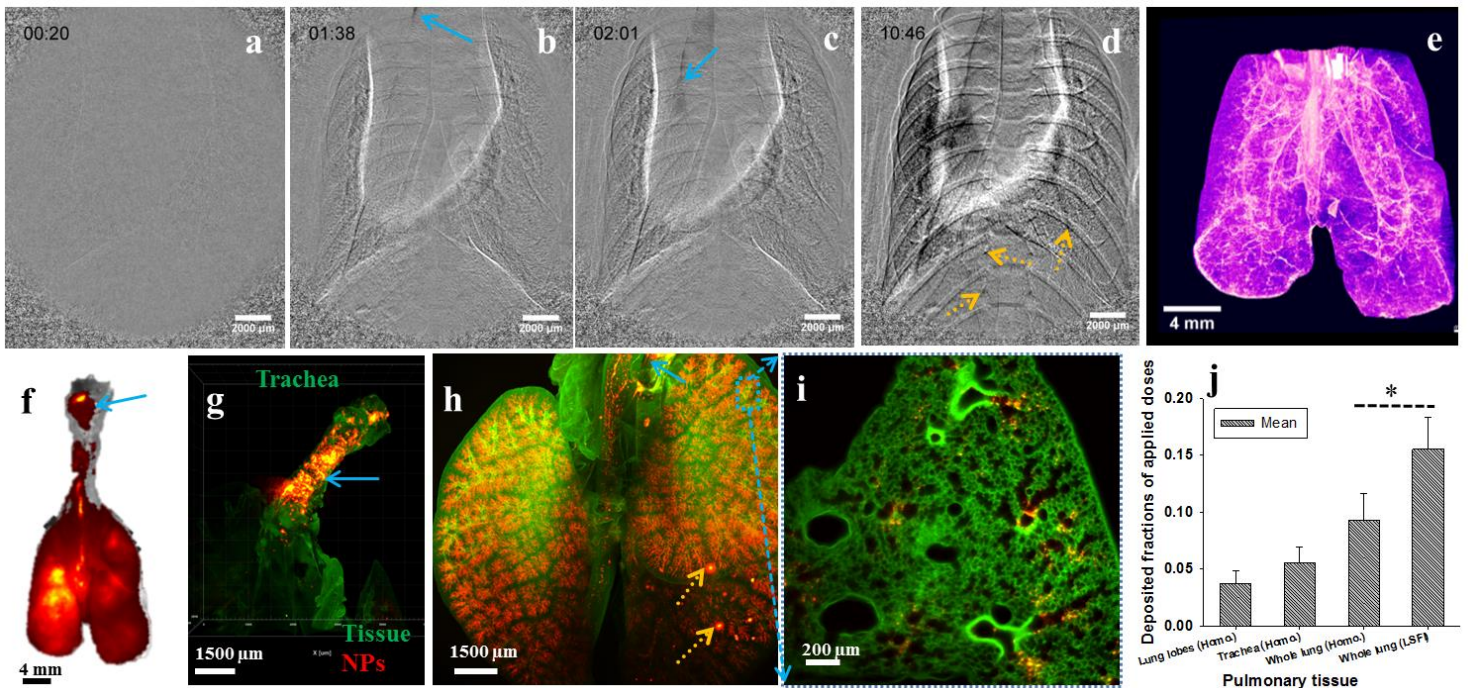 00:20
a
2000 µm
01:38
b
2000 µm
02:01
c
2000 µm
10:46
d
2000 µm
e
4 mm
f
4 mm
Trachea
g
Tissue
NPs
1500 µm
h
1500 µm
i
200 µm
j
*
Mean
Deposited fractions of applied doses
0.20
0.15
0.10
0.05
0.00
Lung lobes (Homo.)
Trachea (Homo.)
Whole lung (Homo.)
Whole lung (LSFI)
Pulmonary tissue